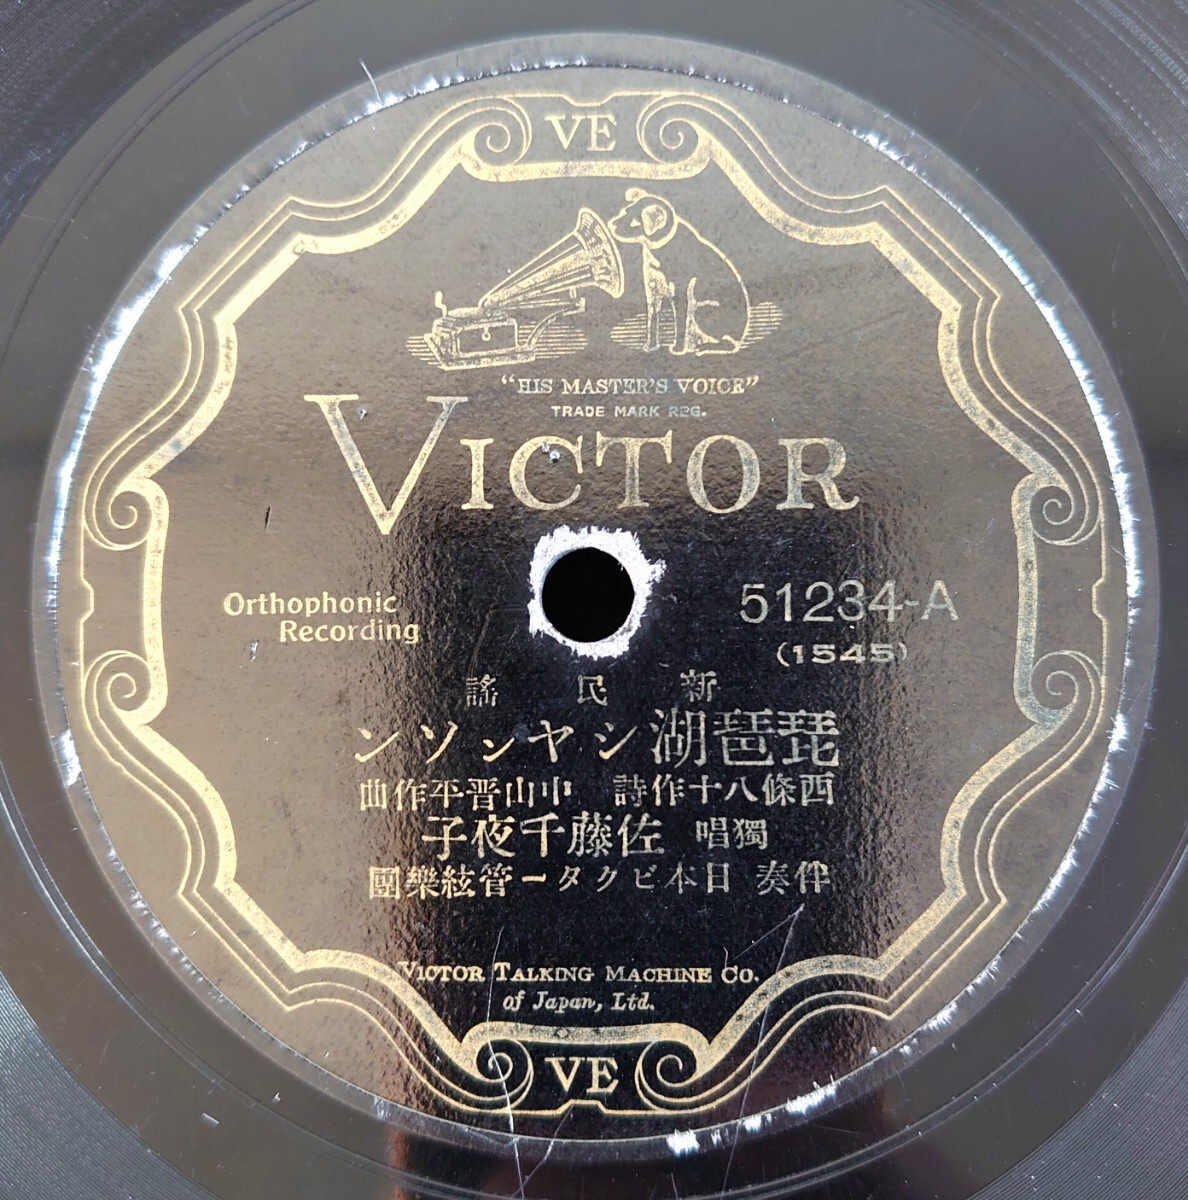 VE
"HIS MASTER'S VOICE"
TRADE MARK REG.
VICTOR
Orthophonic
Recording
51234-A
(1545)
新民謠
琵琶湖シヤンソン
西條八十作詩 中山晋平作曲
獨唱 佐藤千夜子
伴奏 日本ビクター管絃樂團
VICTOR TALKING MACHINE CO.
of Japan, Ltd.
VE